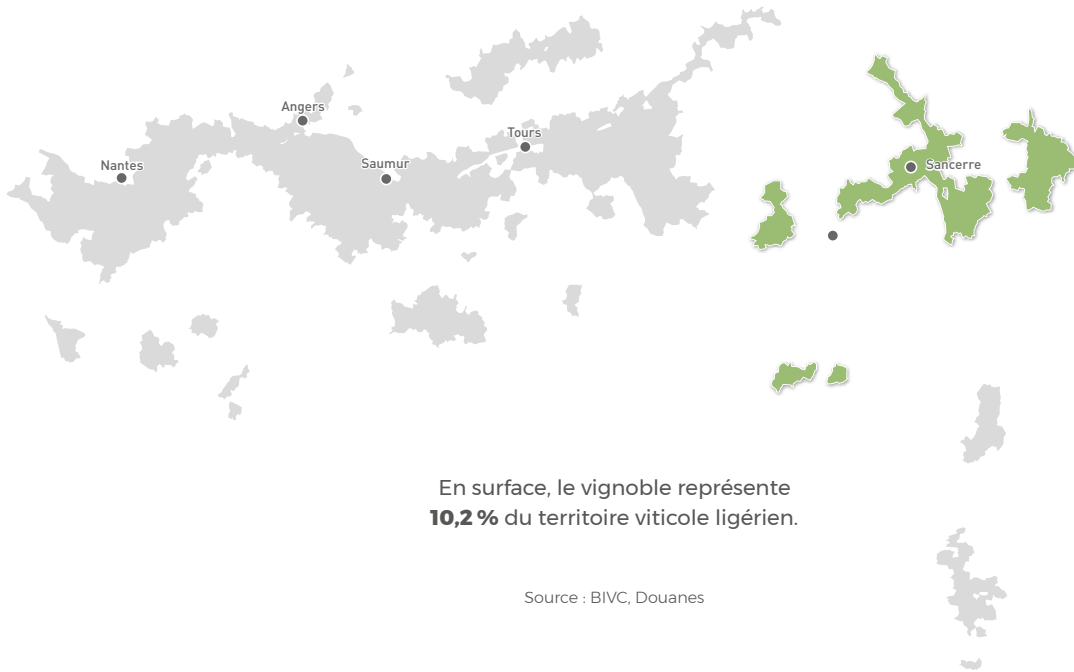 Angers
Tours
Nantes
Saumur
Sancerre
En surface, le vignoble représente
10,2 % du territoire viticole ligérien.
Source : BIVC, Douanes